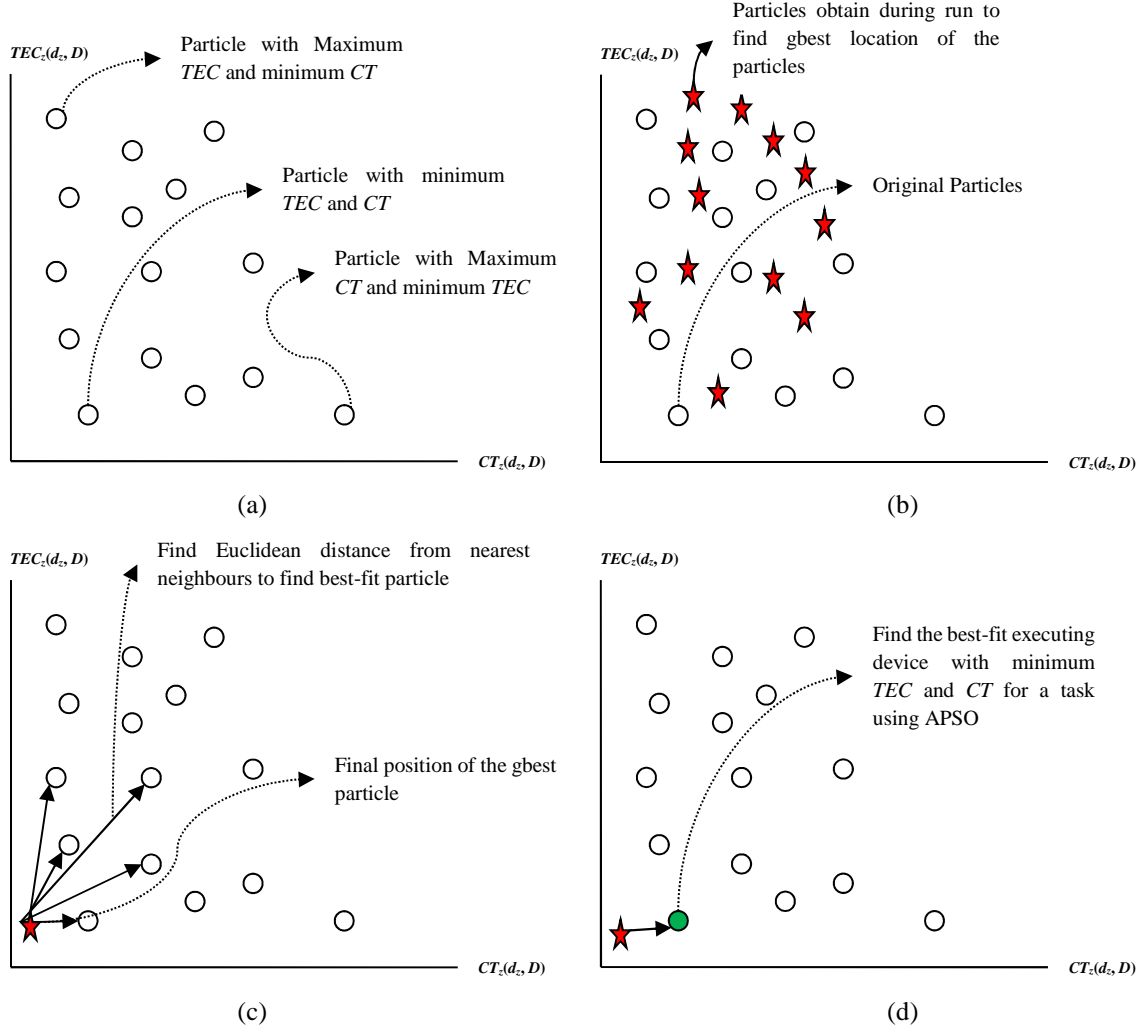 TECz(dz, D)
Particle with Maximum
TEC and minimum CT
Particle with minimum
TEC and CT
Particle with Maximum
CT and minimum TEC
CTz(dz, D)
(a)
Particles obtain during run to
find gbest location of the
particles
TECz(dz, D)
Original Particles
CTz(dz, D)
(b)
TECz(dz, D)
Find Euclidean distance from nearest
neighbours to find best-fit particle
Final position of the gbest
particle
CTz(dz, D)
(c)
TECz(dz, D)
Find the best-fit executing
device with minimum
TEC and CT for a task
using APSO
CTz(dz, D)
(d)